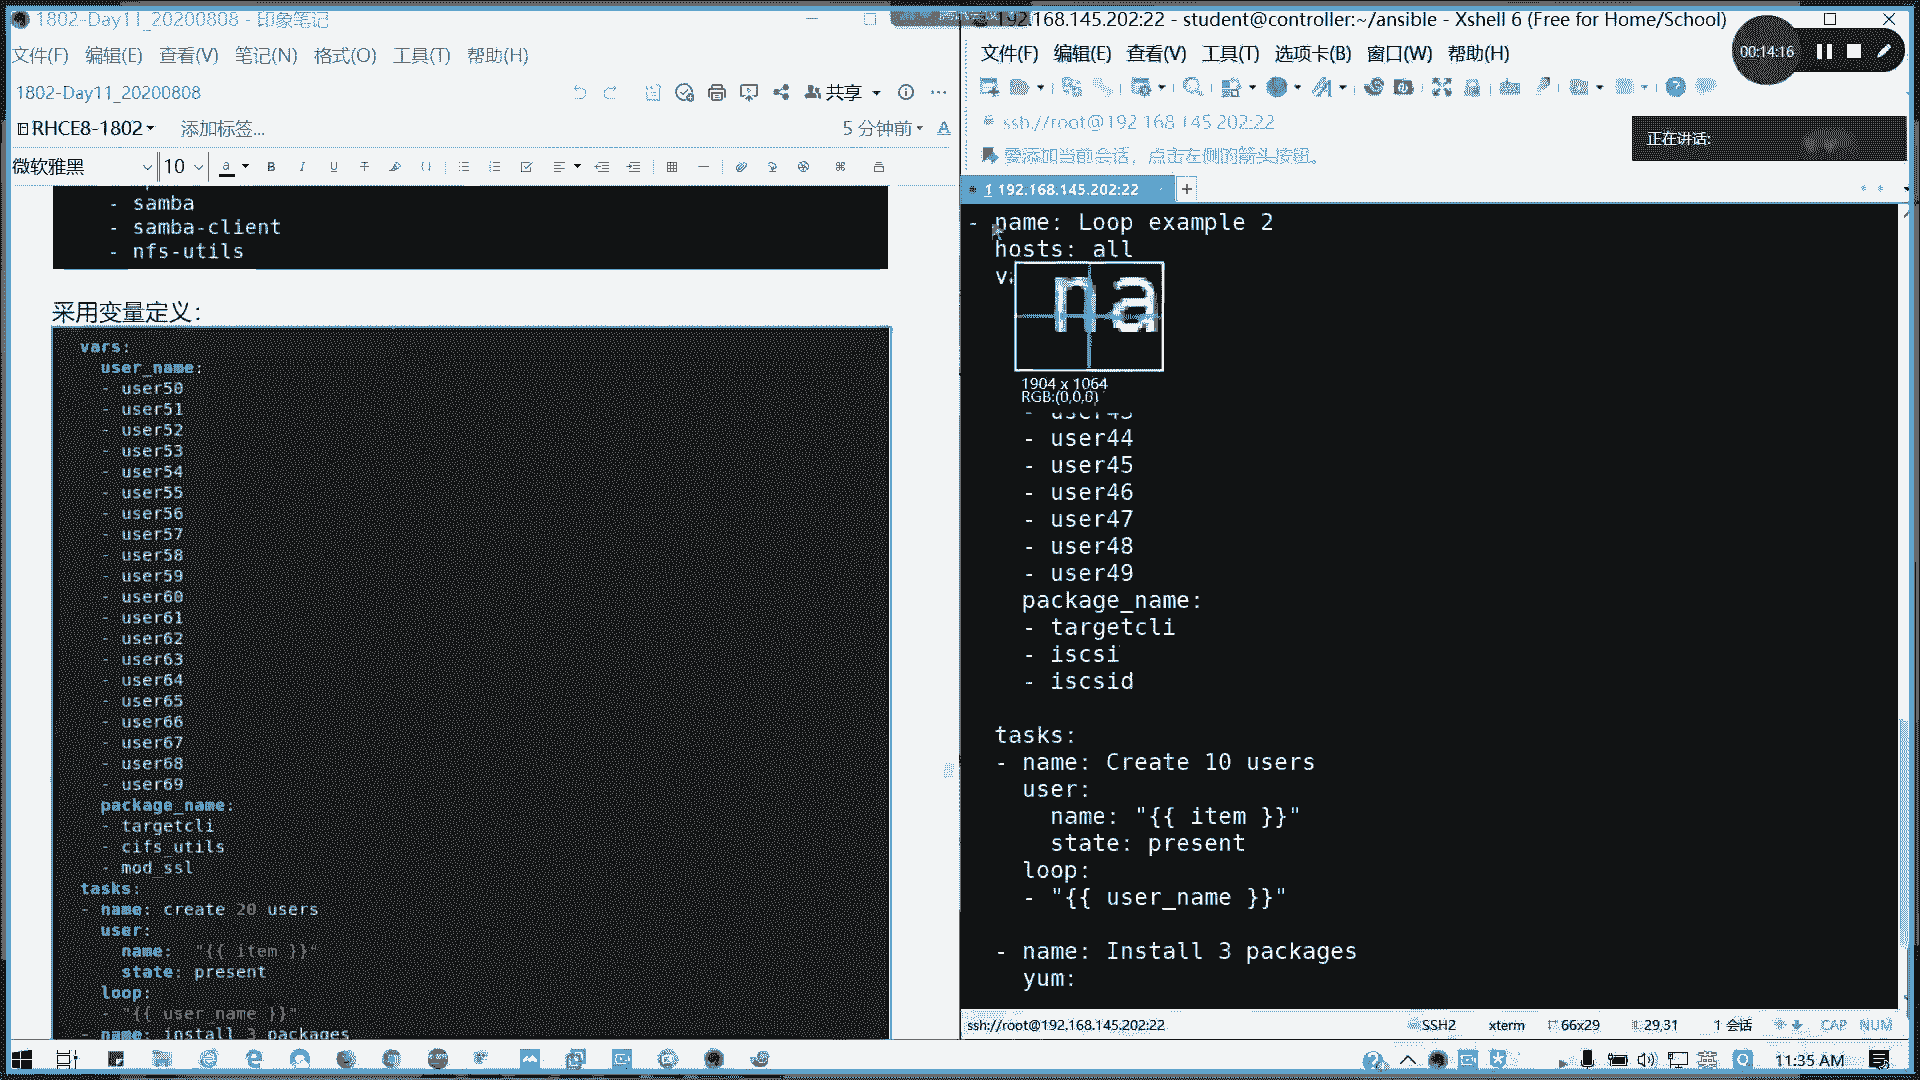 1802-Day11_20200808 - 印象笔记
文件(F) 编辑(E) 查看(V) 笔记(N) 格式(O) 工具(T) 帮助(H)
1802-Day11_20200808
共享
RHCE8-1802
添加标签...
5 分钟前
微软雅黑
10
- samba
- samba-client
- nfs-utils
采用变量定义:
vars:
user_name:
- user50
- user51
- user52
- user53
- user54
- user55
- user56
- user57
- user58
- user59
- user60
- user61
- user62
- user63
- user64
- user65
- user66
- user67
- user68
- user69
package_name:
- targetcli
- cifs_utils
- mod_ssl
tasks:
- name: create 20 users
user:
name: "{{ item }}"
state: present
loop:
- "{{ user_name }}"
- name: install 3 packages
192.168.145.202:22 - student@controller:~/ansible - Xshell 6 (Free for Home/School)
文件(F) 编辑(E) 查看(V) 工具(T) 选项卡(B) 窗口(W) 帮助(H)
00:14:16
ssh://root@192.168.145.202:22
正在讲话:
要添加当前会话，点击左侧的箭头按钮。
1 192.168.145.202:22
- name: Loop example 2
hosts: all
na
1904 x 1064
RGB:(0,0,0)
- user44
- user45
- user46
- user47
- user48
- user49
package_name:
- targetcli
- iscsi
- iscsid
tasks:
- name: Create 10 users
user:
name: "{{ item }}"
state: present
loop:
- "{{ user_name }}"
- name: Install 3 packages
yum:
ssh://root@192.168.145.202:22
SSH2
xterm
66x29
29,31
1 会话
CAP
NUM
11:35 AM